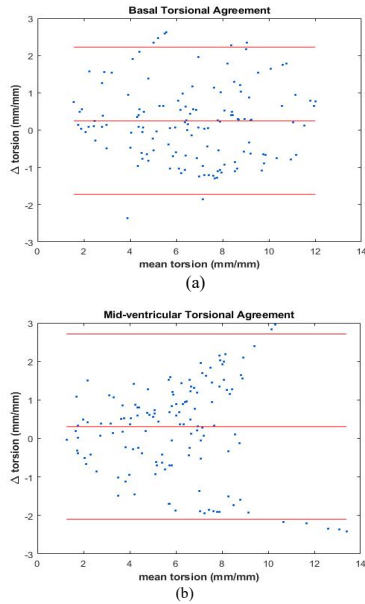 Basal Torsional Agreement
3
2
1
0
-1
-2
-3
Δ torsion (mm/mm)
0 2 4 6 8 10 12 14
mean torsion (mm/mm)
(a)
Mid-ventricular Torsional Agreement
3
2
1
0
-1
-2
-3
Δ torsion (mm/mm)
0 2 4 6 8 10 12 14
mean torsion (mm/mm)
(b)